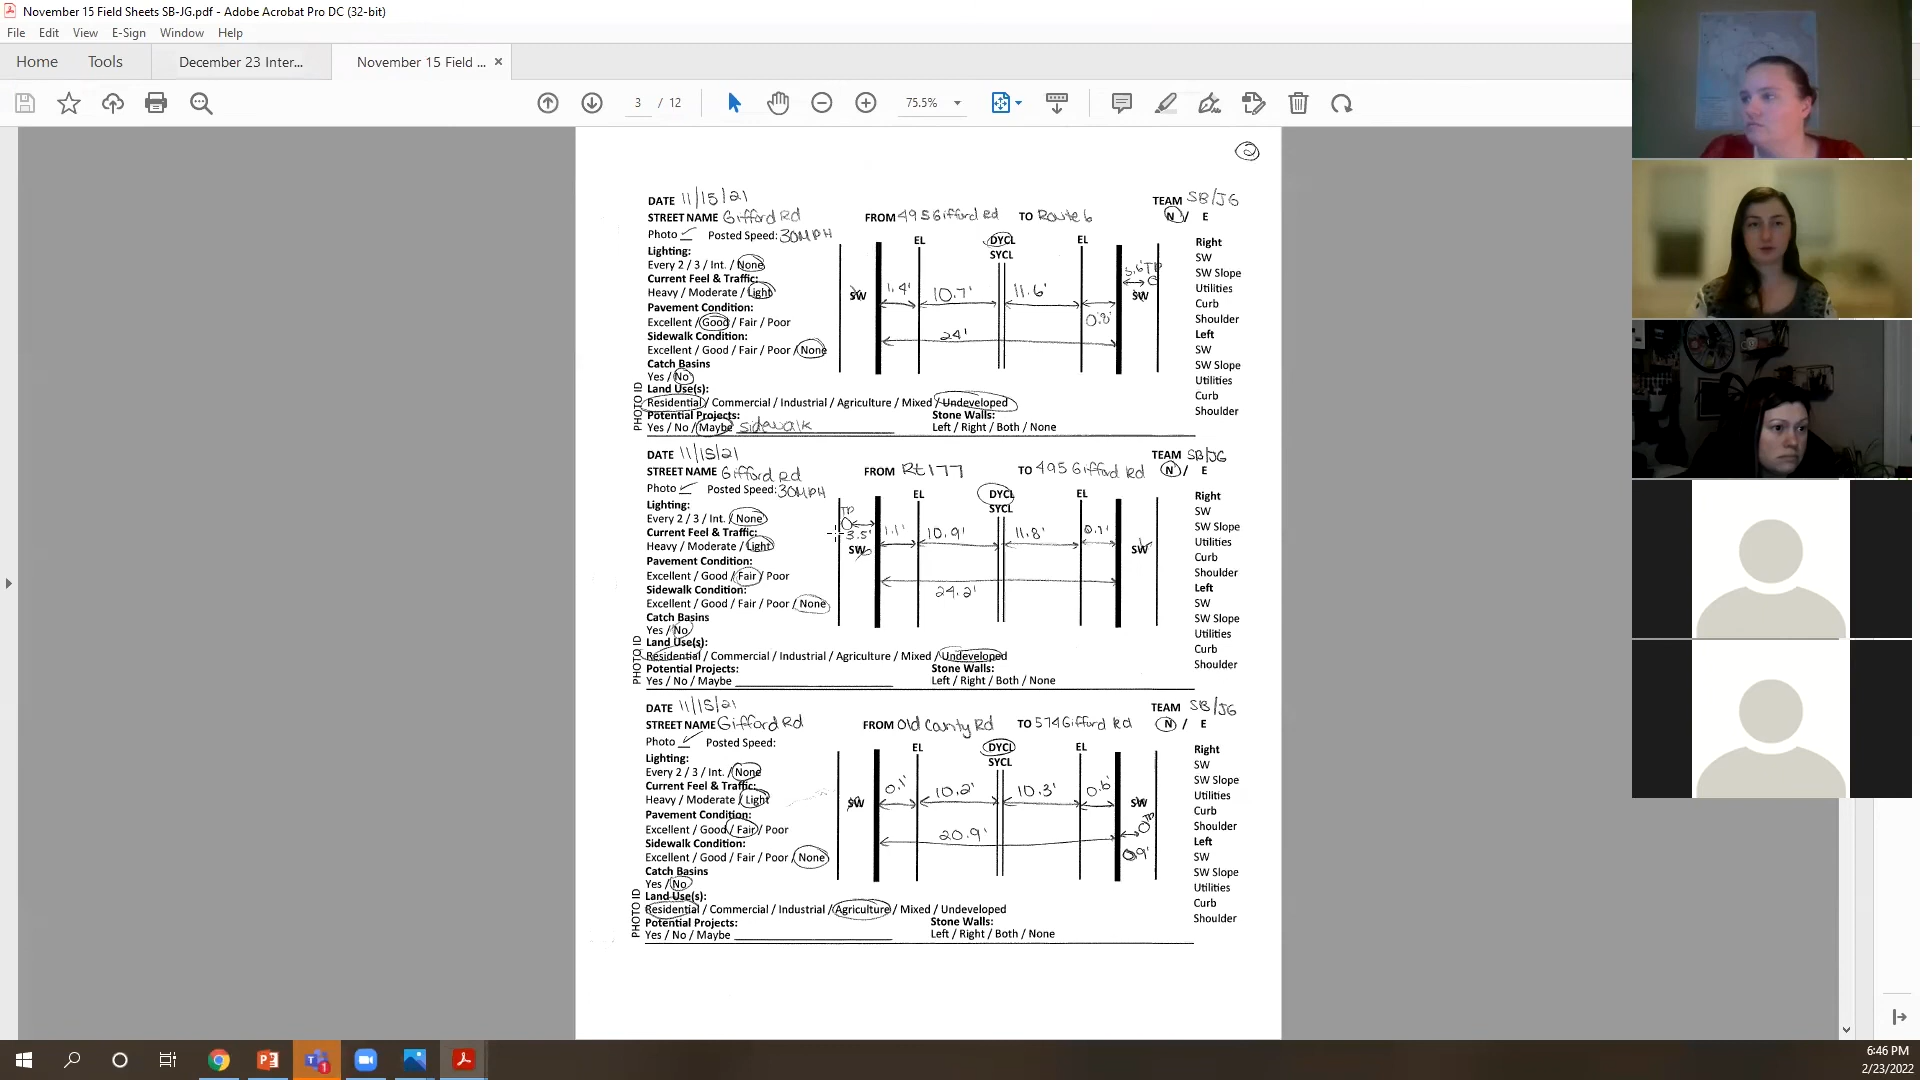 November 15 Field Sheets SB-JG.pdf - Adobe Acrobat Pro DC (32-bit)
File Edit View E-Sign Window Help
Home Tools December 23 Inter... November 15 Field ... ×
3 / 12 75.5%
2
DATE 11/15/21 TEAM SB/JG
STREET NAME Gifford Rd FROM 495 Gifford Rd TO Route 6 N / E
Photo Posted Speed: 30MPH
EL DYCL EL
SYCL
Lighting:
Every 2 / 3 / Int. / None
Current Feel & Traffic:
Heavy / Moderate / Light
Pavement Condition:
Excellent / Good / Fair / Poor
Sidewalk Condition:
Excellent / Good / Fair / Poor / None
Catch Basins
Yes / No
Land Use(s):
Residential / Commercial / Industrial / Agriculture / Mixed / Undeveloped
Potential Projects: Stone Walls:
Yes / No / Maybe sidewalk Left / Right / Both / None
PHOTO ID
SW 1.4' 10.7' 11.6' 0.8' SW
24'
Right
SW
SW Slope
Utilities
Curb
Shoulder
Left
SW
SW Slope
Utilities
Curb
Shoulder
DATE 11/15/21 TEAM SB/JG
STREET NAME Gifford Rd FROM Rt 177 TO 495 Gifford Rd N / E
Photo Posted Speed: 30MPH
EL DYCL EL
SYCL
Lighting:
Every 2 / 3 / Int. / None
Current Feel & Traffic:
Heavy / Moderate / Light
Pavement Condition:
Excellent / Good / Fair / Poor
Sidewalk Condition:
Excellent / Good / Fair / Poor / None
Catch Basins
Yes / No
Land Use(s):
Residential / Commercial / Industrial / Agriculture / Mixed / Undeveloped
Potential Projects: Stone Walls:
Yes / No / Maybe Left / Right / Both / None
PHOTO ID
TP
3.5'
SW 1.1' 10.9' 11.8' SW
24.2'
Right
SW
SW Slope
Utilities
Curb
Shoulder
Left
SW
SW Slope
Utilities
Curb
Shoulder
DATE 11/15/21 TEAM SB/JG
STREET NAME Gifford Rd FROM Old County Rd TO 574 Gifford Rd N / E
Photo Posted Speed:
EL DYCL EL
SYCL
Lighting:
Every 2 / 3 / Int. / None
Current Feel & Traffic:
Heavy / Moderate / Light
Pavement Condition:
Excellent / Good / Fair / Poor
Sidewalk Condition:
Excellent / Good / Fair / Poor / None
Catch Basins
Yes / No
Land Use(s):
Residential / Commercial / Industrial / Agriculture / Mixed / Undeveloped
Potential Projects: Stone Walls:
Yes / No / Maybe Left / Right / Both / None
PHOTO ID
SW 0.1' 10.2' 10.3' 0.6' SW
20.9'
TP
Right
SW
SW Slope
Utilities
Curb
Shoulder
Left
SW
SW Slope
Utilities
Curb
Shoulder
6:46 PM
2/23/2022